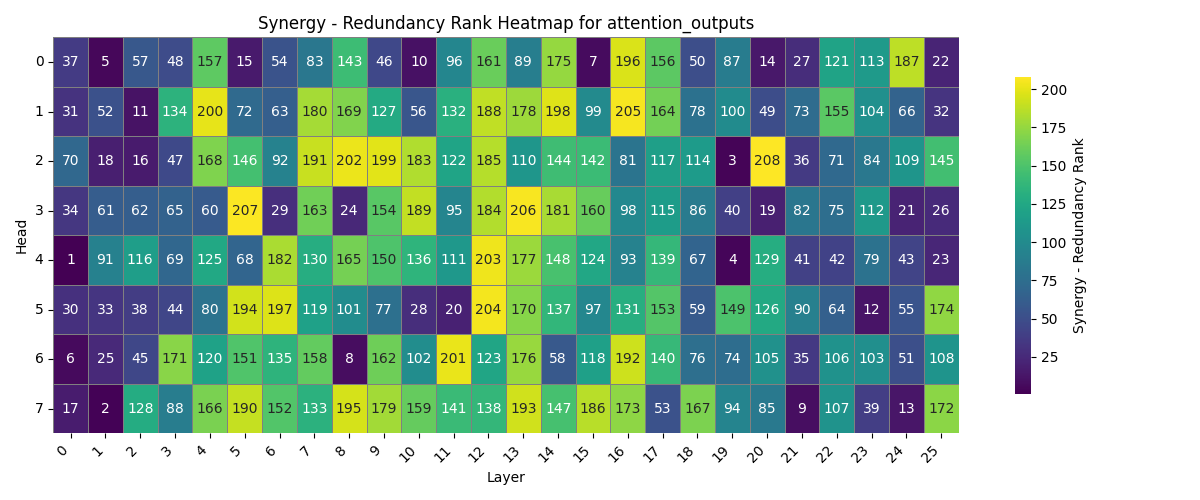 Synergy - Redundancy Rank Heatmap for attention_outputs
Head
0 37 5 57 48 157 15 54 83 143 46 10 96 161 89 175 7 196 156 50 87 14 27 121 113 187 22
1 31 52 11 134 200 72 63 180 169 127 56 132 188 178 198 99 205 164 78 100 49 73 155 104 66 32
2 70 18 16 47 168 146 92 191 202 199 183 122 185 110 144 142 81 117 114 3 208 36 71 84 109 145
3 34 61 62 65 60 207 29 163 24 154 189 95 184 206 181 160 98 115 86 40 19 82 75 112 21 26
4 1 91 116 69 125 68 182 130 165 150 136 111 203 177 148 124 93 139 67 4 129 41 42 79 43 23
5 30 33 38 44 80 194 197 119 101 77 28 20 204 170 137 97 131 153 59 149 126 90 64 12 55 174
6 6 25 45 171 120 151 135 158 8 162 102 201 123 176 58 118 192 140 76 74 105 35 106 103 51 108
7 17 2 128 88 166 190 152 133 195 179 159 141 138 193 147 186 173 53 167 94 85 9 107 39 13 172
0 1 2 3 4 5 6 7 8 9 10 11 12 13 14 15 16 17 18 19 20 21 22 23 24 25
Layer
200
175
150
125
100
75
50
25
Synergy - Redundancy Rank